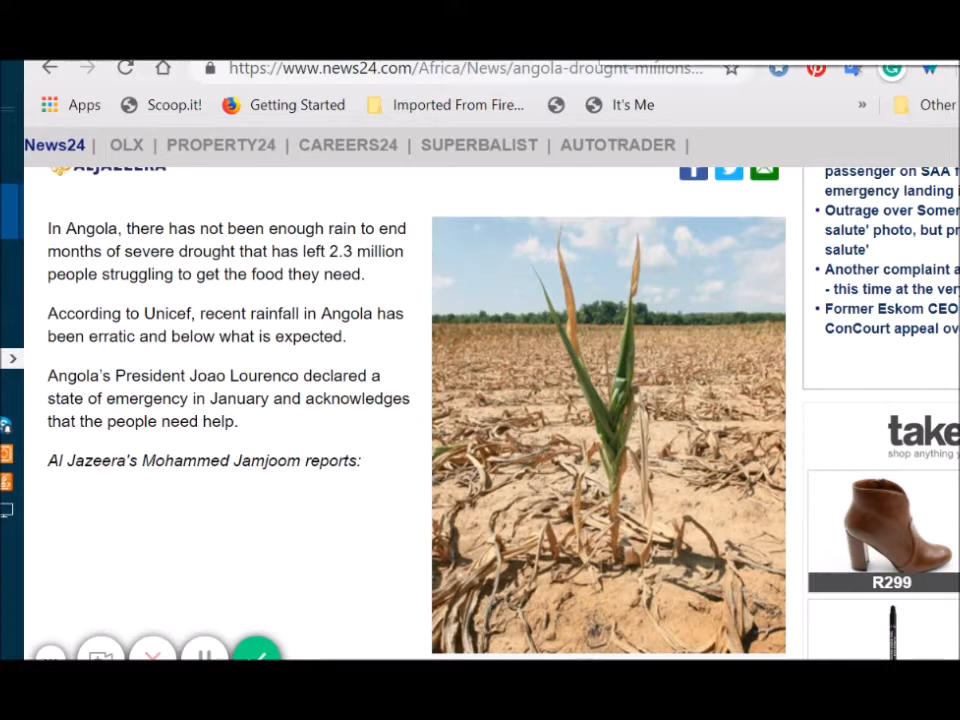 https://www.news24.com/Africa/News/angola-drought-millions...
Apps
Scoop.it!
Getting Started
Imported From Fire...
It's Me
»
Other
News24 | OLX | PROPERTY24 | CAREERS24 | SUPERBALIST | AUTOTRADER |
ALJAZEERA
In Angola, there has not been enough rain to end
months of severe drought that has left 2.3 million
people struggling to get the food they need.
According to Unicef, recent rainfall in Angola has
been erratic and below what is expected.
Angola's President Joao Lourenco declared a
state of emergency in January and acknowledges
that the people need help.
Al Jazeera's Mohammed Jamjoom reports:
passenger on SAA
emergency landing
• Outrage over
salute' photo, but
salute'
• Another complaint
- this time at the
• Former Eskom CEO
ConCourt appeal
take
shop anything
R299